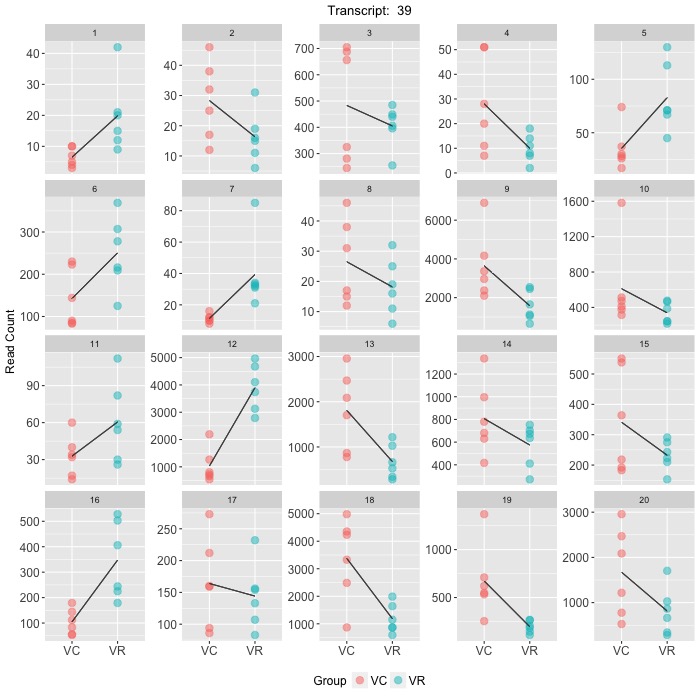 Transcript: 39
1 2 3 4 5
40 30 20 10
40 30 20 10
700 600 500 400 300
50 40 30 20 10 0
100 50
6 7 8 9 10
300 200 100
80 60 40 20
40 30 20 10
6000 4000 2000
1600 1200 800 400
Read Count
11 12 13 14 15
90 60 30
5000 4000 3000 2000 1000
3000 2000 1000
1200 1000 800 600 400
500 400 300 200
16 17 18 19 20
500 400 300 200 100
250 200 150 100
5000 4000 3000 2000 1000
1000 500
3000 2000 1000
VC VR VC VR VC VR VC VR VC VR
Group VC VR